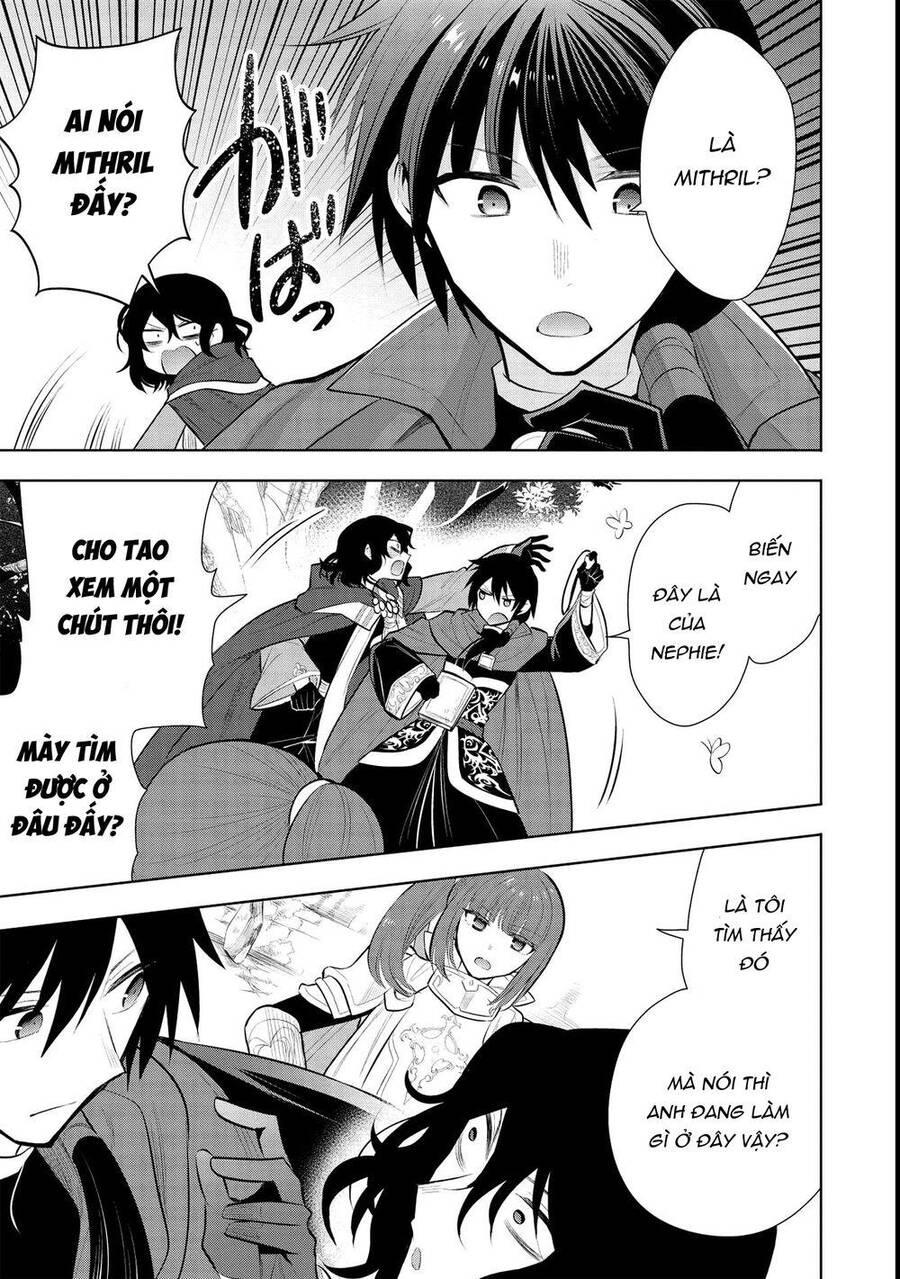 LÀ
MITHRIL?
がばっ
AI NÓI
MITHRIL
ĐẤY?
BIẾN
NGAY
ĐÂY LÀ
CỦA
NEPHIE!
CHO TAO
XEM MỘT
CHÚT THÔI!
MÀY TÌM
ĐƯỢC Ở
ĐÂU ĐẤY?
LÀ TÔI
TÌM THẤY
ĐÓ
MÀ NÓI THÌ
ANH ĐANG LÀM
GÌ Ở ĐÂY VẬY?